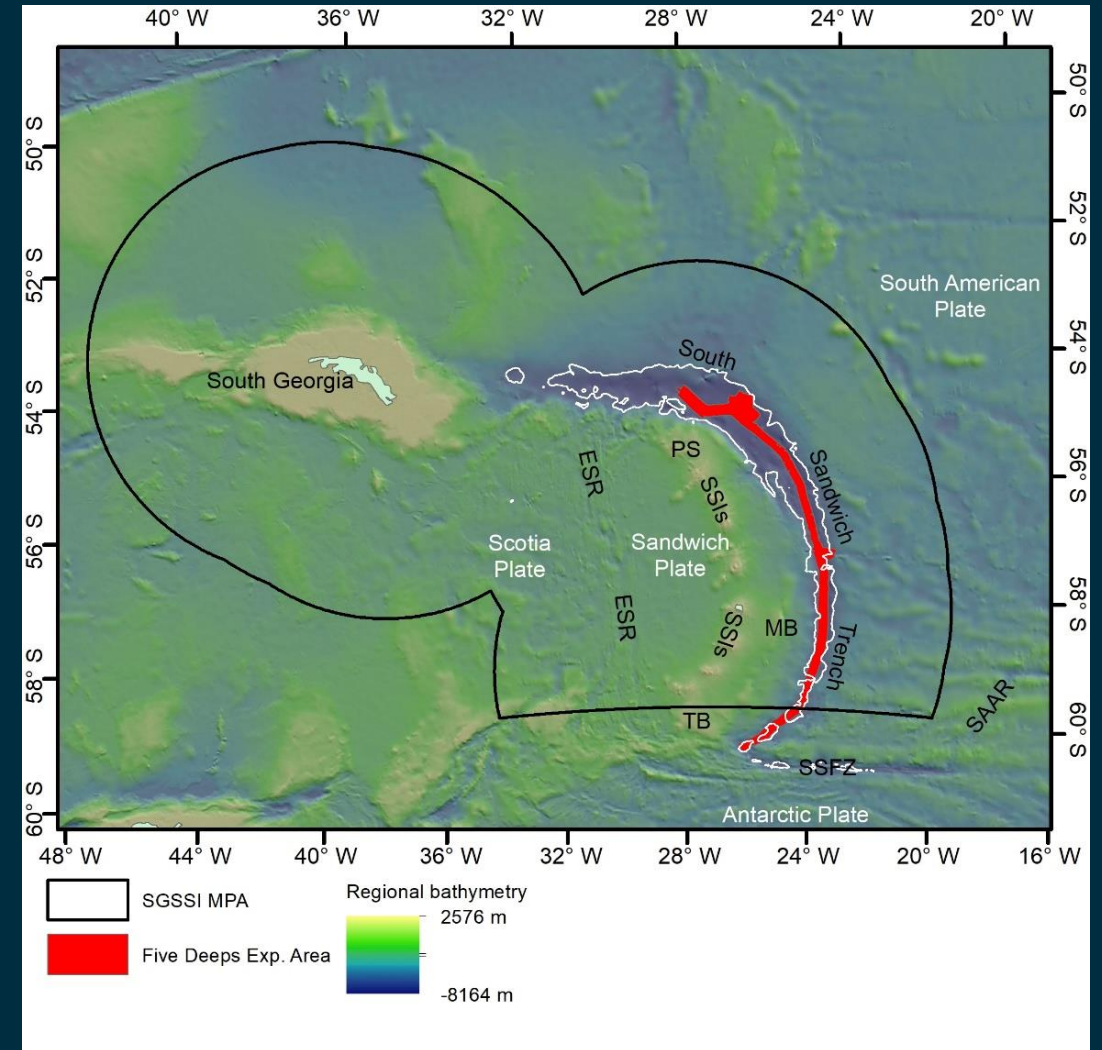 40° W
36° W
32° W
28° W
24° W
20° W
50° S
52° S
54° S
56° S
58° S
60° S
50° S
52° S
54° S
56° S
58° S
60° S
South American
Plate
South
Sandwich
Trench
South Georgia
PS
ESR
SSIs
Scotia
Plate
Sandwich
Plate
ESR
SSIs
MB
TB
SAAR
SSFZ
Antarctic Plate
48° W
44° W
40° W
36° W
32° W
28° W
24° W
20° W
16° W
SGSSI MPA
Five Deeps Exp. Area
Regional bathymetry
2576 m
-8164 m